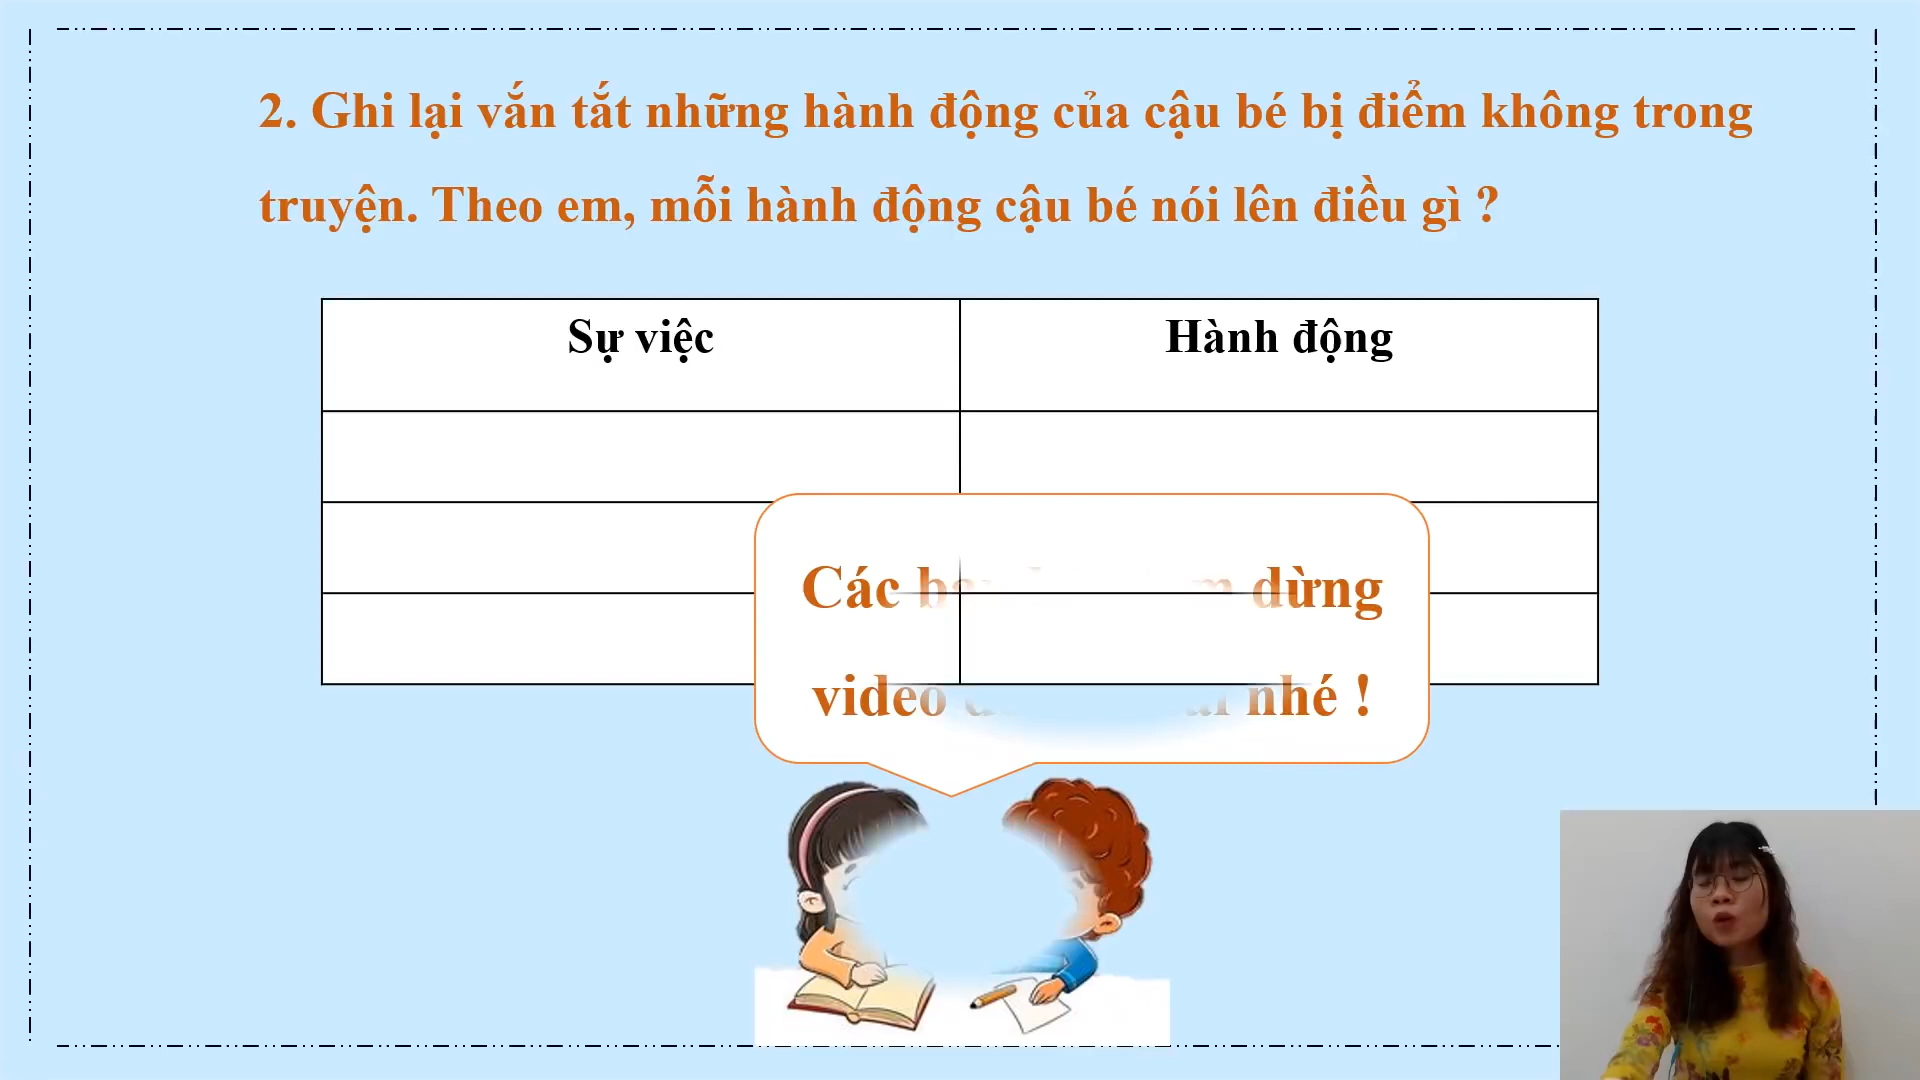 2. Ghi lại vắn tắt những hành động của cậu bé bị điểm không trong
truyện. Theo em, mỗi hành động cậu bé nói lên điều gì ?
Sự việc
Hành động
Các dừng
video nhé !